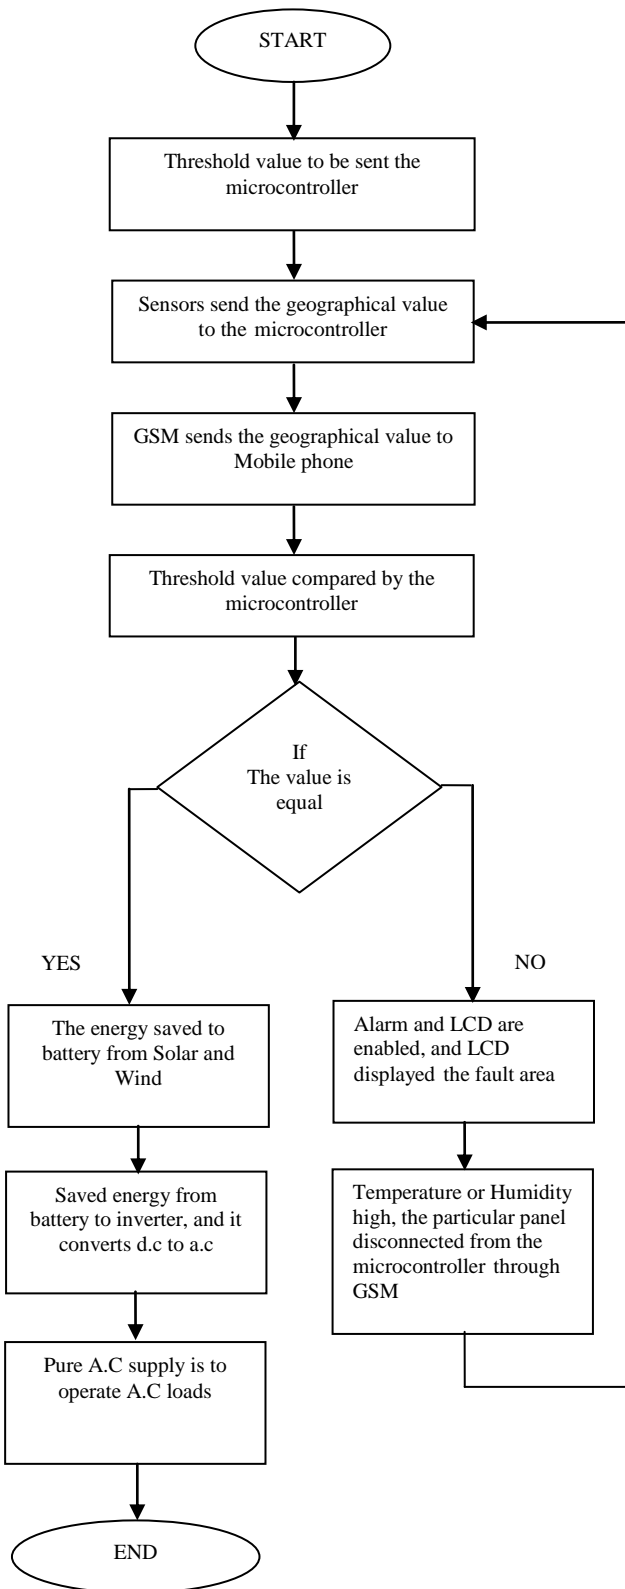 START
Threshold value to be sent the
microcontroller
Sensors send the geographical value
to the microcontroller
GSM sends the geographical value to
Mobile phone
Threshold value compared by the
microcontroller
If
The value is
equal
YES
NO
The energy saved to
battery from Solar and
Wind
Alarm and LCD are
enabled, and LCD
displayed the fault area
Saved energy from
battery to inverter, and it
converts d.c to a.c
Temperature or Humidity
high, the particular panel
disconnected from the
microcontroller through
GSM
Pure A.C supply is to
operate A.C loads
END